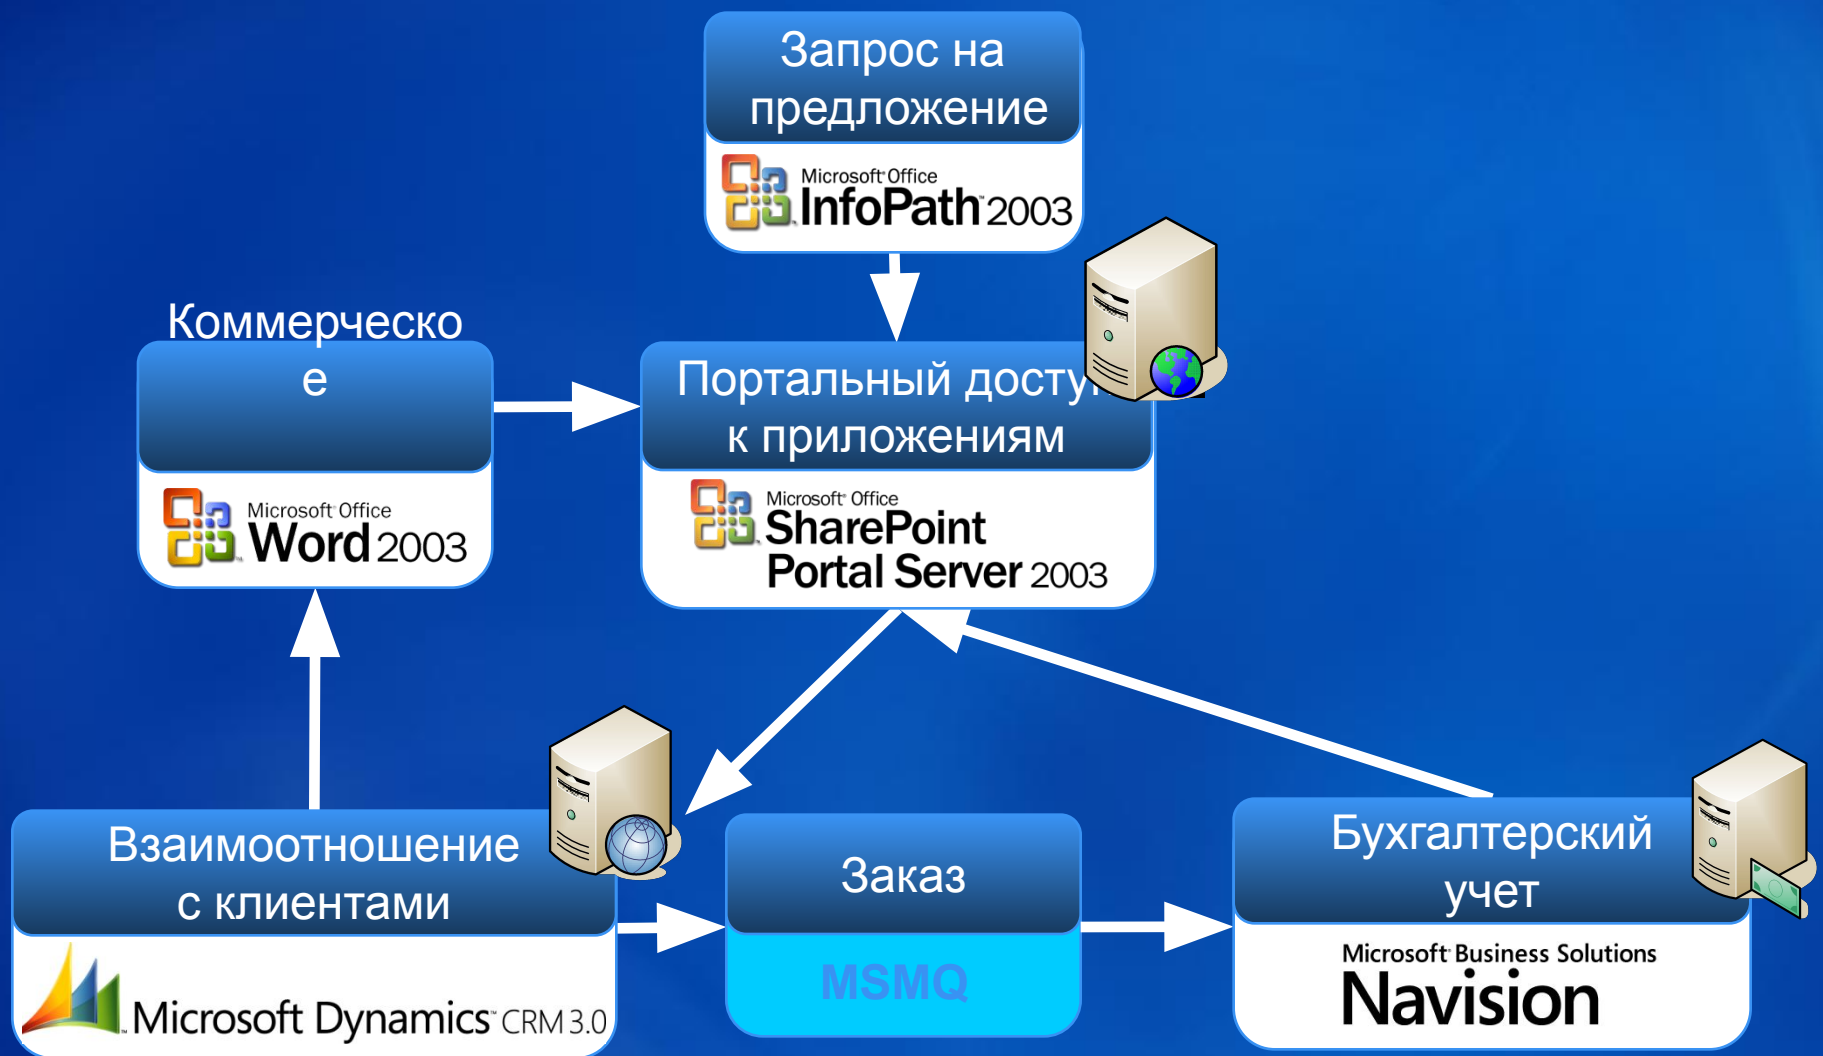 Запрос на
предложение
Microsoft Office
InfoPath 2003
Коммерческо
е
Microsoft Office
Word 2003
Портальный досту
к приложениям
Microsoft Office
SharePoint
Portal Server 2003
Взаимоотношение
с клиентами
Microsoft Dynamics CRM 3.0
Заказ
MSMQ
Бухгалтерский
учет
Microsoft Business Solutions
Navision